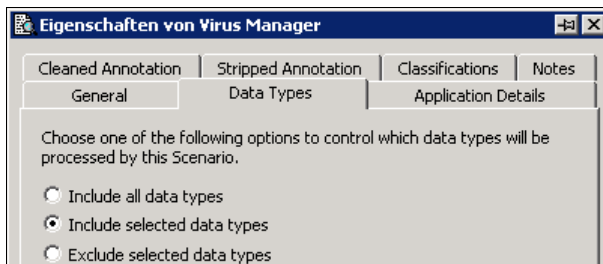 Eigenschaften von Virus Manager
Cleaned Annotation Stripped Annotation Classifications Notes
General Data Types Application Details
Choose one of the following options to control which data types will be
processed by this Scenario.
Include all data types
Include selected data types
Exclude selected data types